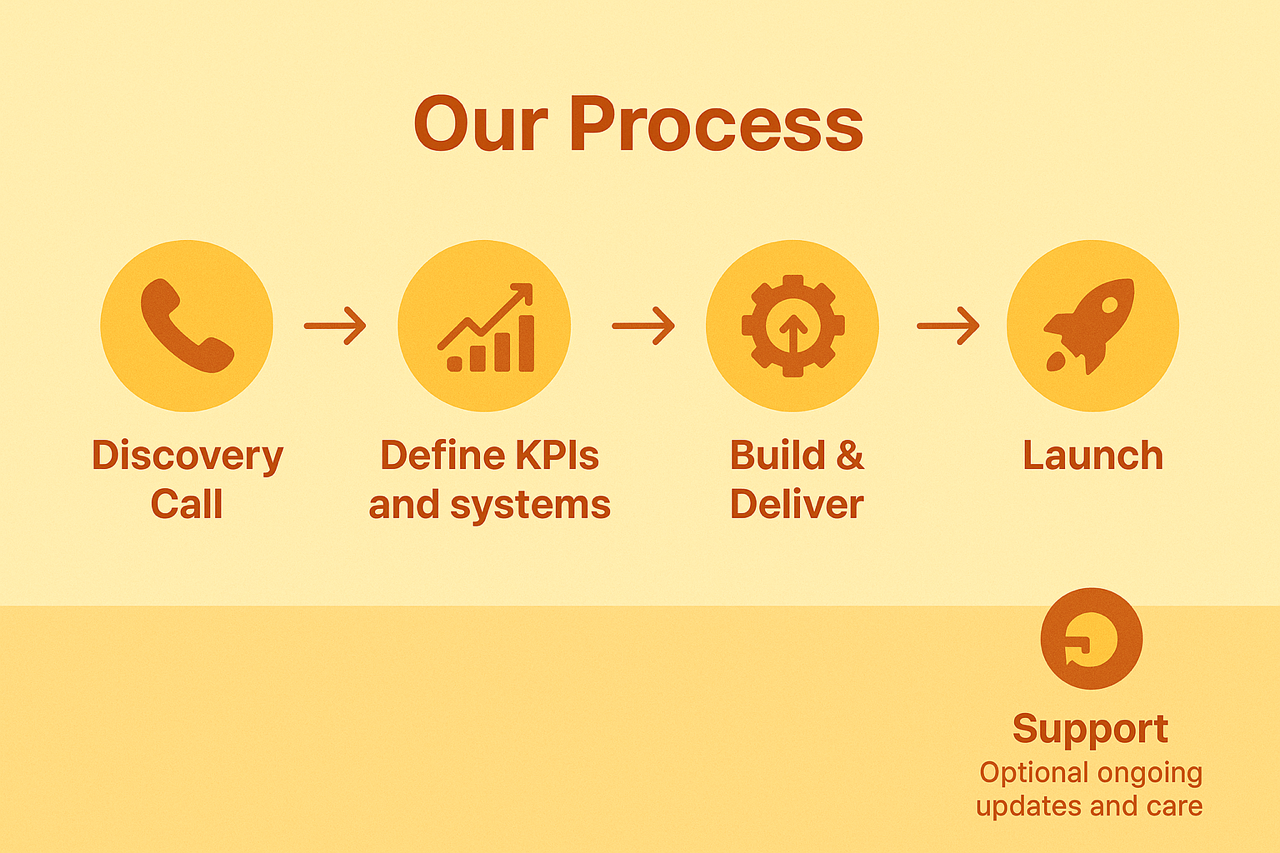 Our Process
Discovery
Call
Define KPIs
and systems
Build &
Deliver
Launch
Support
Optional ongoing
updates and care